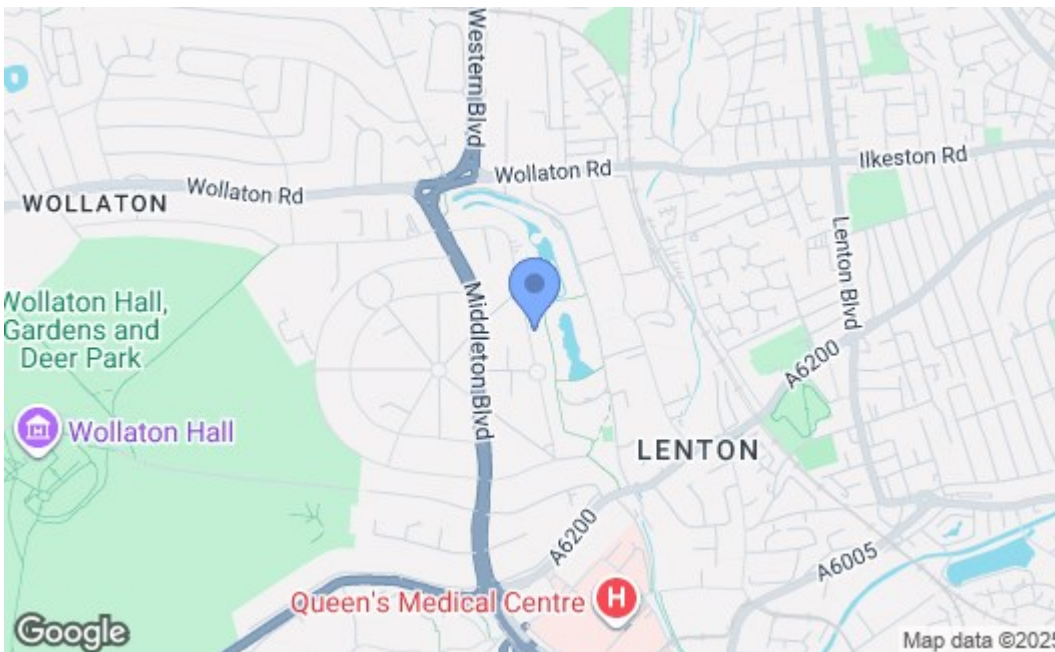 Western Blvd
Wollaton Rd
Ilkeston Rd
Wollaton Rd
WOLLATON
Lenton Blvd
Wollaton Hall,
Gardens and
Deer Park
Middleton Blvd
A6200
Wollaton Hall
LENTON
A6200
A6005
Queen's Medical Centre
H
Google
Map data ©2025